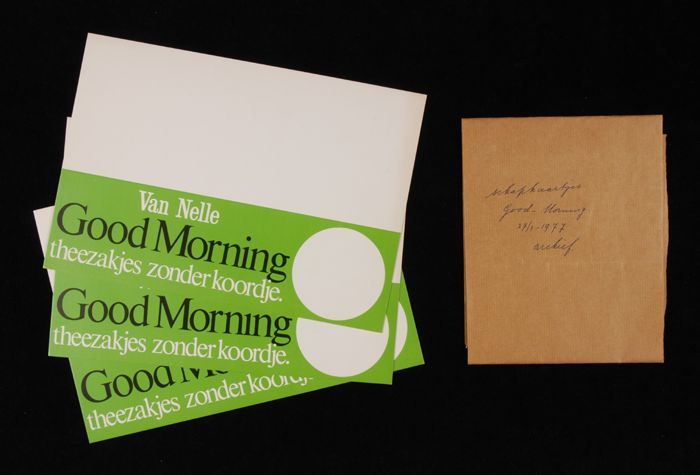 Van Nelle
Good Morning
theezakjes zonder koordje.
Good Morning
theezakjes zonder koordje.
Good Mo
theezakjes zonder koordje.
schapkaartjes
Good-Morning
29/1-1977
archief